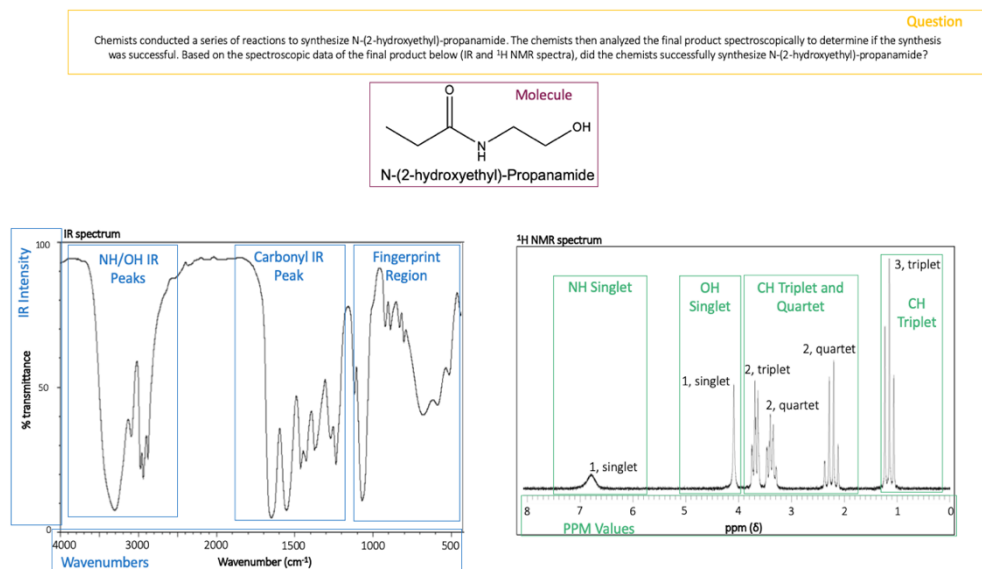 Question
Chemists conducted a series of reactions to synthesize N-(2-hydroxyethyl)-propanamide. The chemists then analyzed the final product spectroscopically to determine if the synthesis
was successful. Based on the spectroscopic data of the final product below (IR and ¹H NMR spectra), did the chemists successfully synthesize N-(2-hydroxyethyl)-propanamide?
Molecule
O
OH
N
H
N-(2-hydroxyethyl)-Propanamide
IR spectrum
IR Intensity
% transmittance
100
50
0
NH/OH IR
Peaks
Carbonyl IR
Peak
Fingerprint
Region
4000 3000 2000 1500 1000 500
Wavenumber (cm⁻¹)
Wavenumbers
¹H NMR spectrum
NH Singlet
OH
Singlet
CH Triplet and
Quartet
3, triplet
CH
Triplet
2, quartet
2, triplet
1, singlet
2, quartet
1, singlet
8 7 6 5 4 3 2 1 0
PPM Values
ppm (δ)